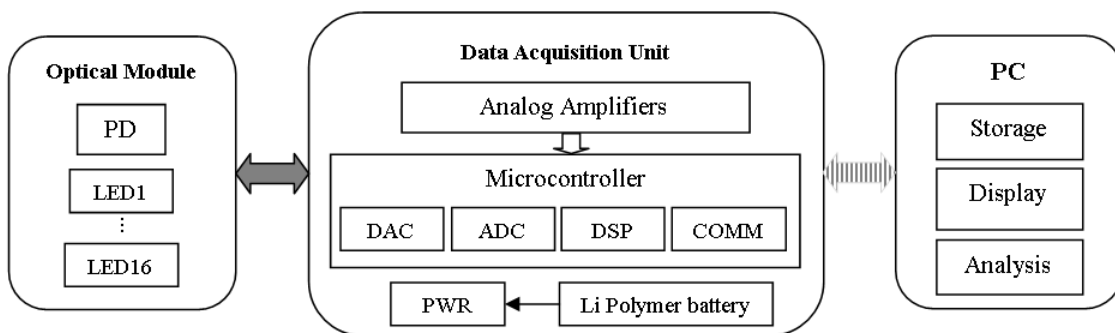 Optical Module
PD
LED1
⋮
LED16
Data Acquisition Unit
Analog Amplifiers
Microcontroller
DAC ADC DSP COMM
PWR Li Polymer battery
PC
Storage
Display
Analysis